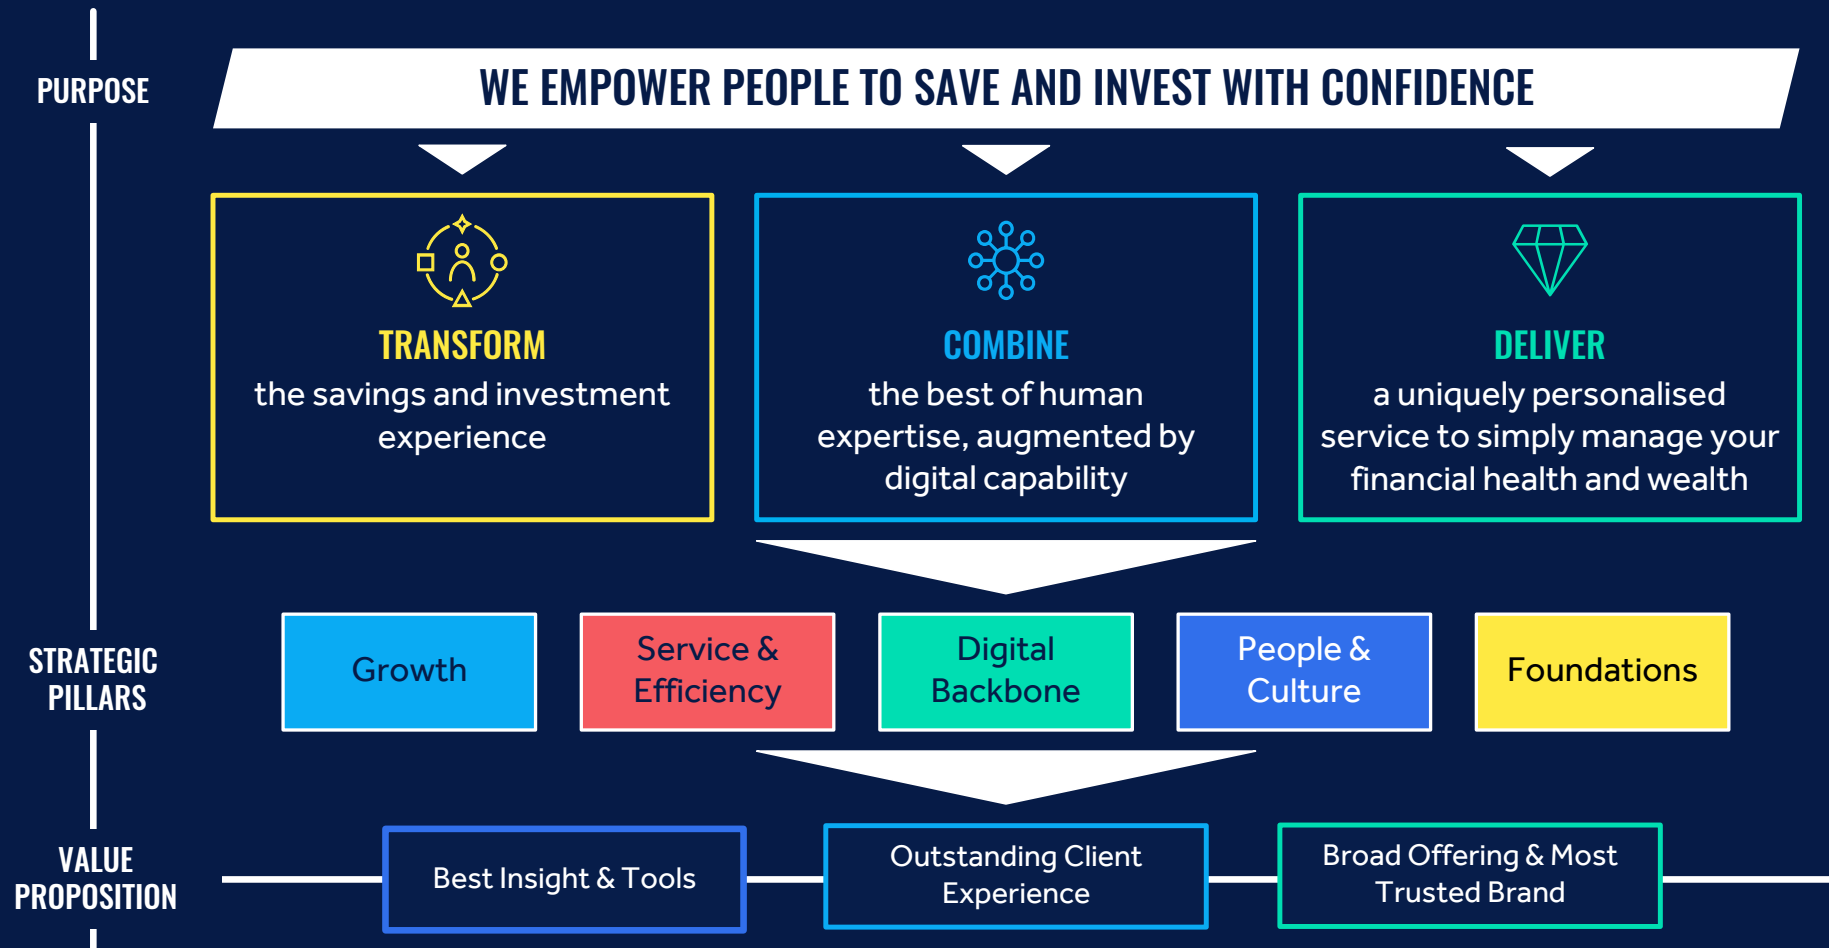 PURPOSE
WE EMPOWER PEOPLE TO SAVE AND INVEST WITH CONFIDENCE
TRANSFORM
the savings and investment
experience
COMBINE
the best of human
expertise, augmented by
digital capability
DELIVER
a uniquely personalised
service to simply manage your
financial health and wealth
STRATEGIC
PILLARS
Growth
Service &
Efficiency
Digital
Backbone
People &
Culture
Foundations
VALUE
PROPOSITION
Best Insight & Tools
Outstanding Client
Experience
Broad Offering & Most
Trusted Brand